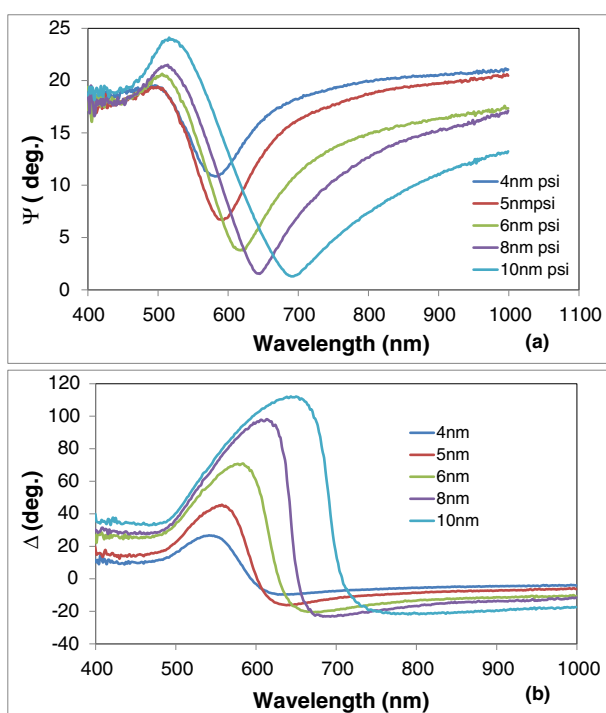 25
20
15
10
5
0
Ψ ( deg.)
4nm psi
5nmpsi
6nm psi
8nm psi
10nm psi
400 500 600 700 800 900 1000 1100
Wavelength (nm)
(a)
120
100
80
60
40
20
0
-20
-40
Δ (deg.)
4nm
5nm
6nm
8nm
10nm
400 500 600 700 800 900 1000
Wavelength (nm)
(b)